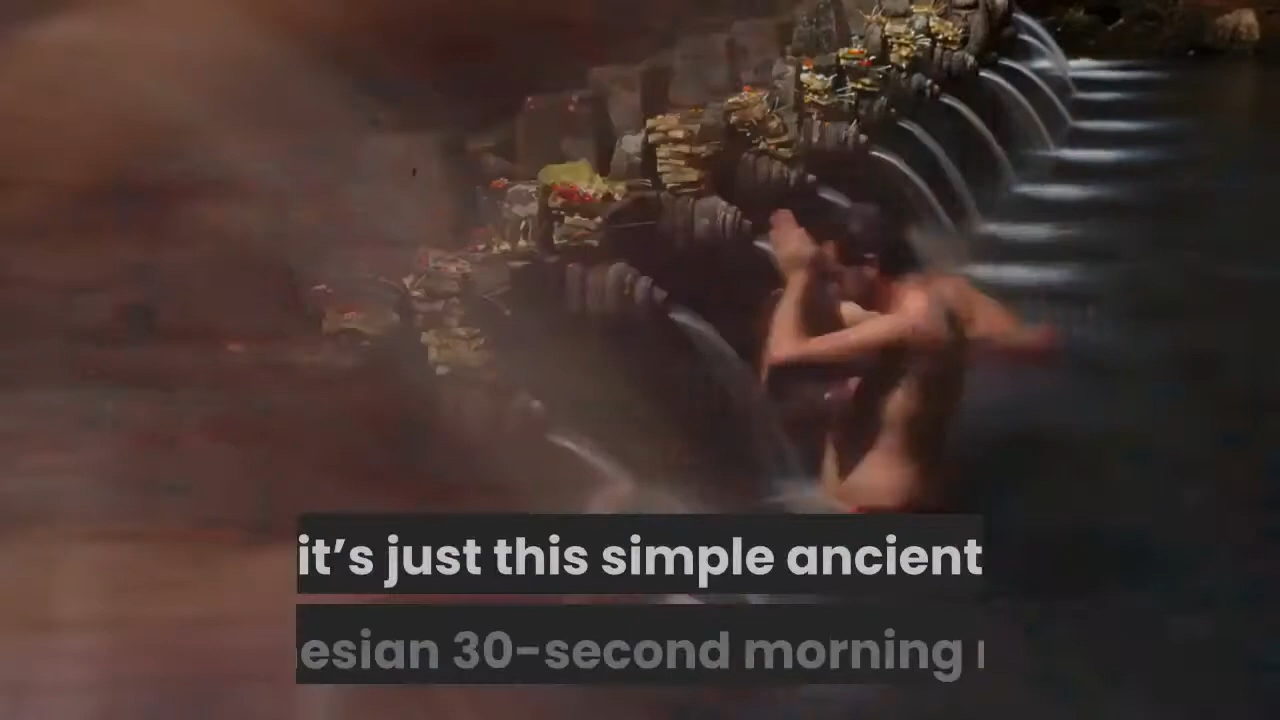 it’s just this simple ancient
esian 30-second morning